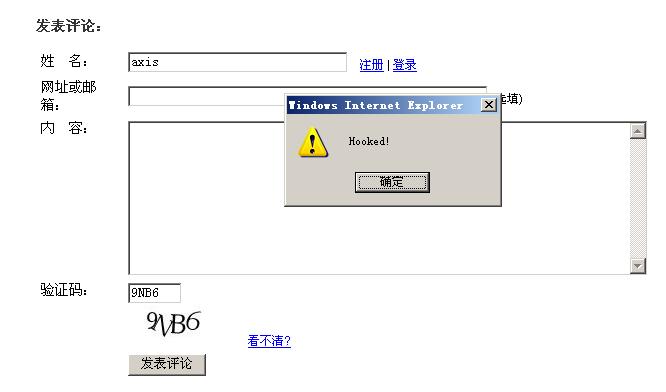 发表评论:
姓 名: axis 注册 | 登录
网址或邮
箱:
选填)
内 容:
Windows Internet Explorer
Hooked!
确定
验证码: 9NB6
9NB6
看不清?
发表评论